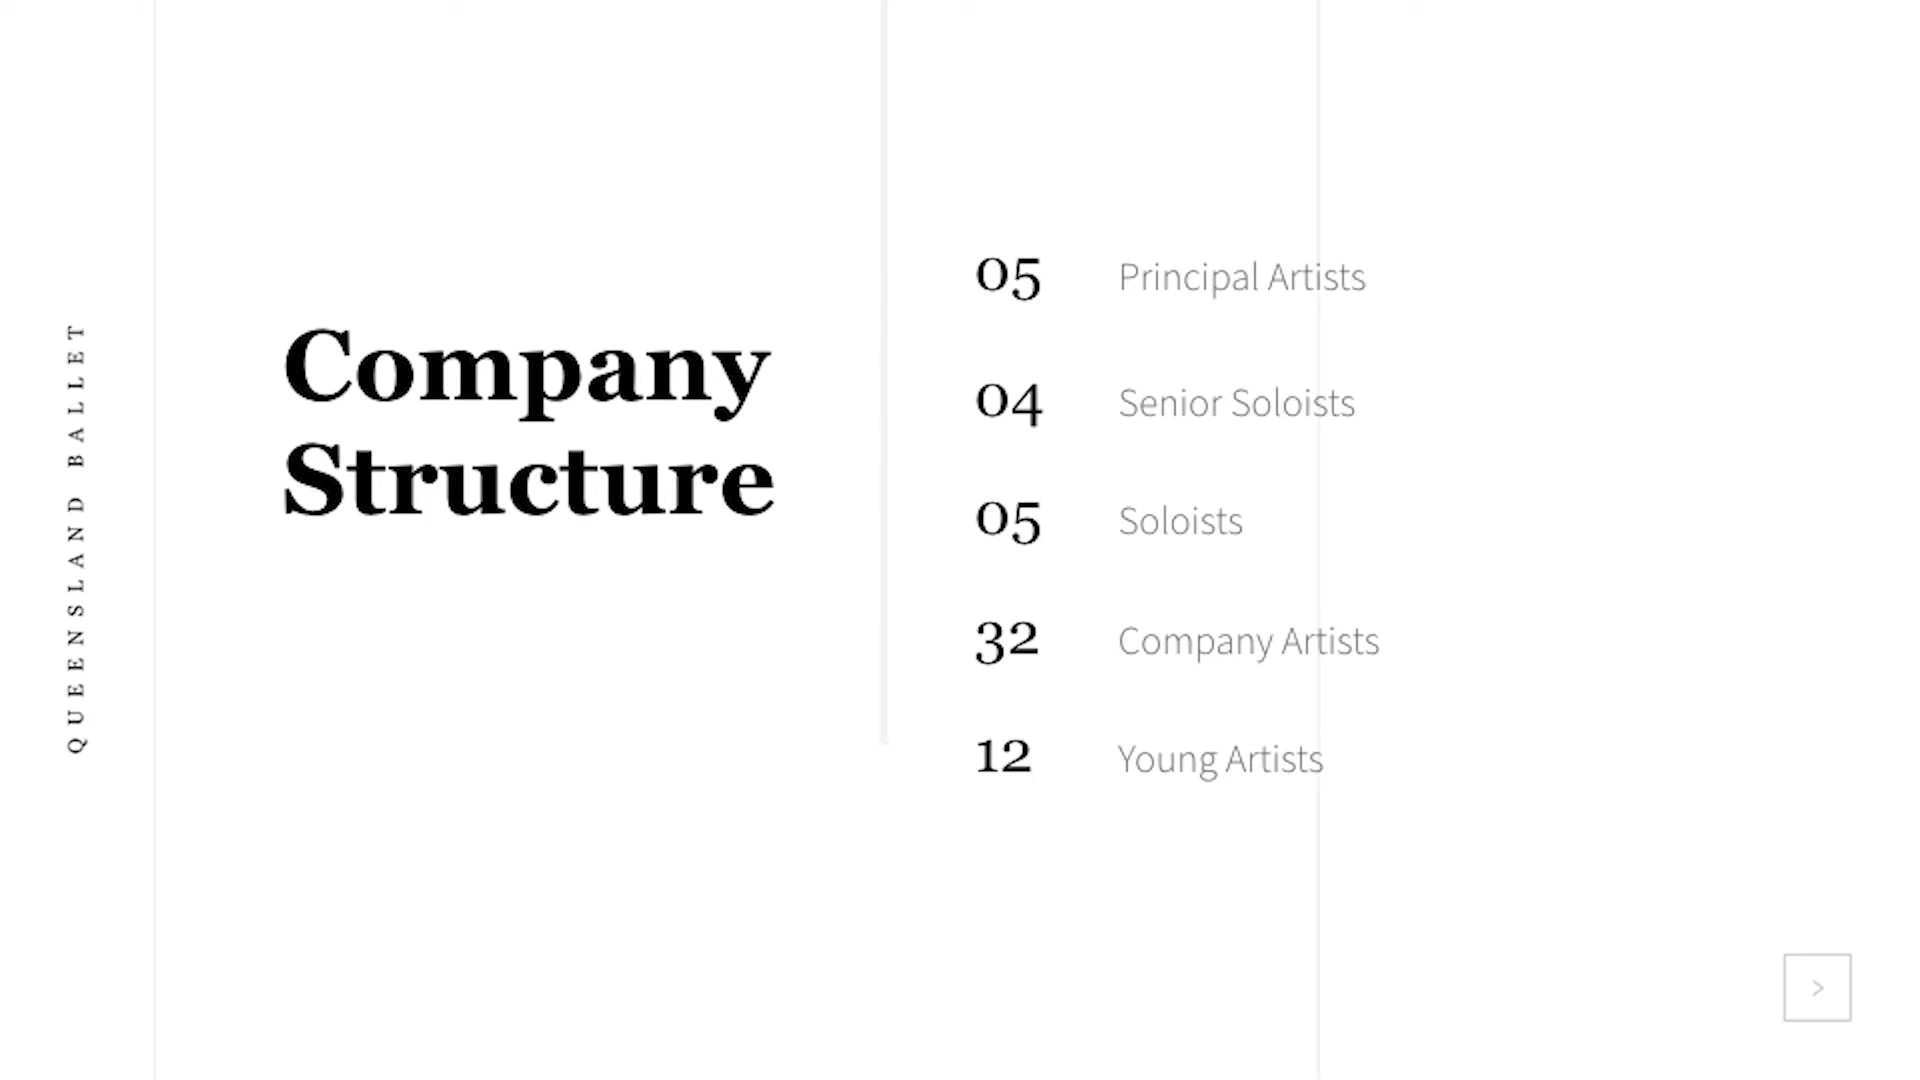 QUEENSLAND BALLET
Company
Structure
05 Principal Artists
04 Senior Soloists
05 Soloists
32 Company Artists
12 Young Artists
>